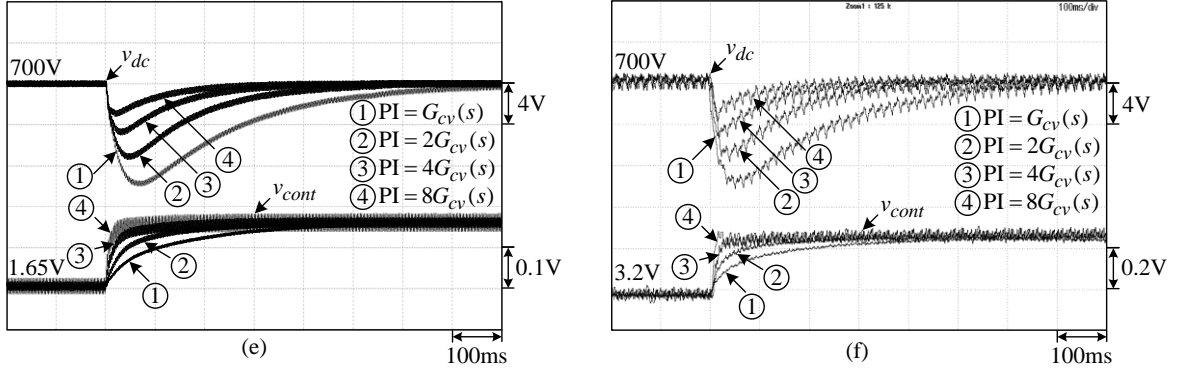 700V
v_dc
4V
① PI = G_cv(s)
② PI = 2G_cv(s)
③ PI = 4G_cv(s)
④ PI = 8G_cv(s)
①
②
③
④
v_cont
④
③
②
①
1.65V
0.1V
100ms
(e)
Zoom1 : 125 k
100ms/div
700V
v_dc
4V
① PI = G_cv(s)
② PI = 2G_cv(s)
③ PI = 4G_cv(s)
④ PI = 8G_cv(s)
①
②
③
④
v_cont
④
③
②
①
3.2V
0.2V
100ms
(f)